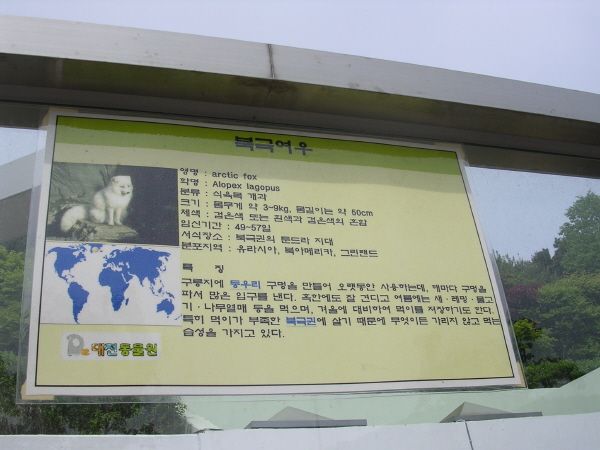 북극여우
영명 : arctic fox
학명 : Alopex lagopus
분류 : 식육목 개과
크기 : 몸무게 약 3~9kg, 몸길이는 약 60cm
체색 : 검은색 또는 흰색과 검은색의 혼합
임신기간 : 49~57일
서식장소 : 북극권의 툰드라 지대
분포지역 : 유라시아, 북아메리카, 그린랜드
특 징
구릉지에 둥우리 구멍을 만들어 오랫동안 사용하는데, 해마다 구멍을
파서 많은 입구를 낸다. 혹한에도 잘 견디고 여름에는 새·레밍·물고
기·나무열매 등을 먹으며, 겨울에 대비하여 먹이를 저장하기도 한다.
특히 먹이가 부족한 북극권에 살기 때문에 무엇이든 가리지 않고 먹는
습성을 가지고 있다.
대전동물원